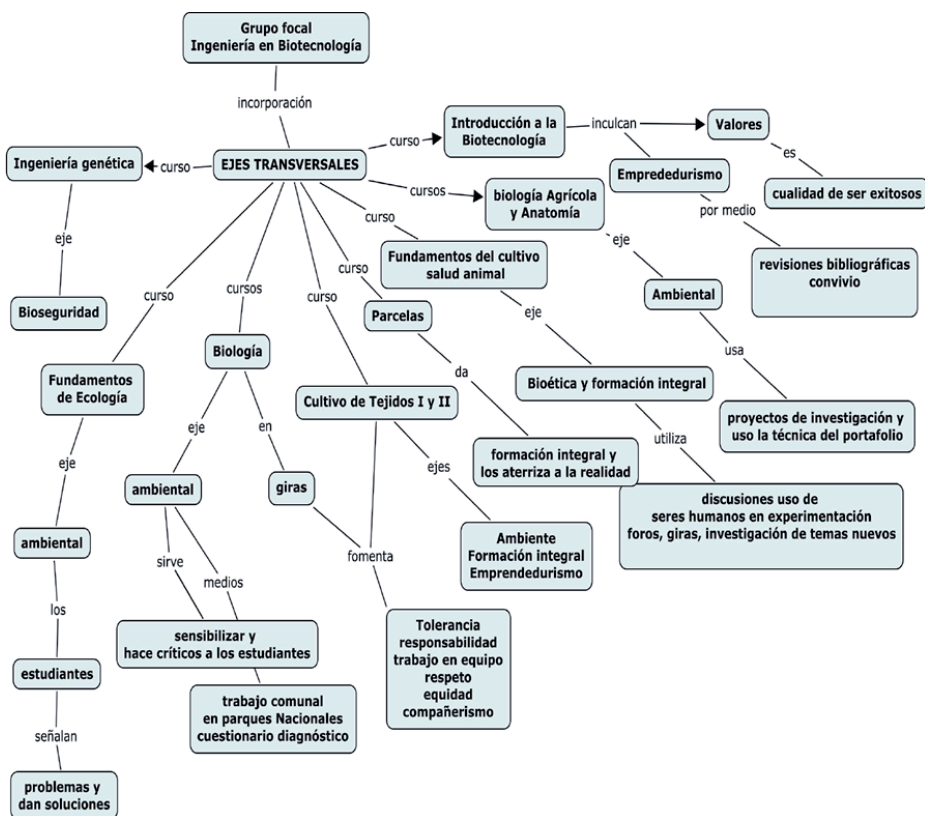 Grupo focal
Ingeniería en Biotecnología
incorporación
EJES TRANSVERSALES
curso
Ingeniería genética
eje
Bioseguridad
curso
Introducción a la
Biotecnología
inculcan
Valores
es
cualidad de ser exitosos
Emprededurismo
por medio
revisiones bibliográficas
convivio
cursos
biología Agrícola
y Anatomía
eje
Ambiental
usa
proyectos de investigación y
uso la técnica del portafolio
curso
Fundamentos del cultivo
salud animal
eje
Bioética y formación integral
utiliza
discusiones uso de
seres humanos en experimentación
foros, giras, investigación de temas nuevos
curso
Parcelas
da
formación integral y
los aterriza a la realidad
curso
Cultivo de Tejidos I y II
ejes
Ambiente
Formación integral
Emprendedurismo
fomenta
Tolerancia
responsabilidad
trabajo en equipo
respeto
equidad
compañerismo
cursos
Biología
en
giras
eje
ambiental
sirve
sensibilizar y
hace críticos a los estudiantes
medios
trabajo comunal
en parques Nacionales
cuestionario diagnóstico
curso
Fundamentos
de Ecología
eje
ambiental
los
estudiantes
señalan
problemas y
dan soluciones